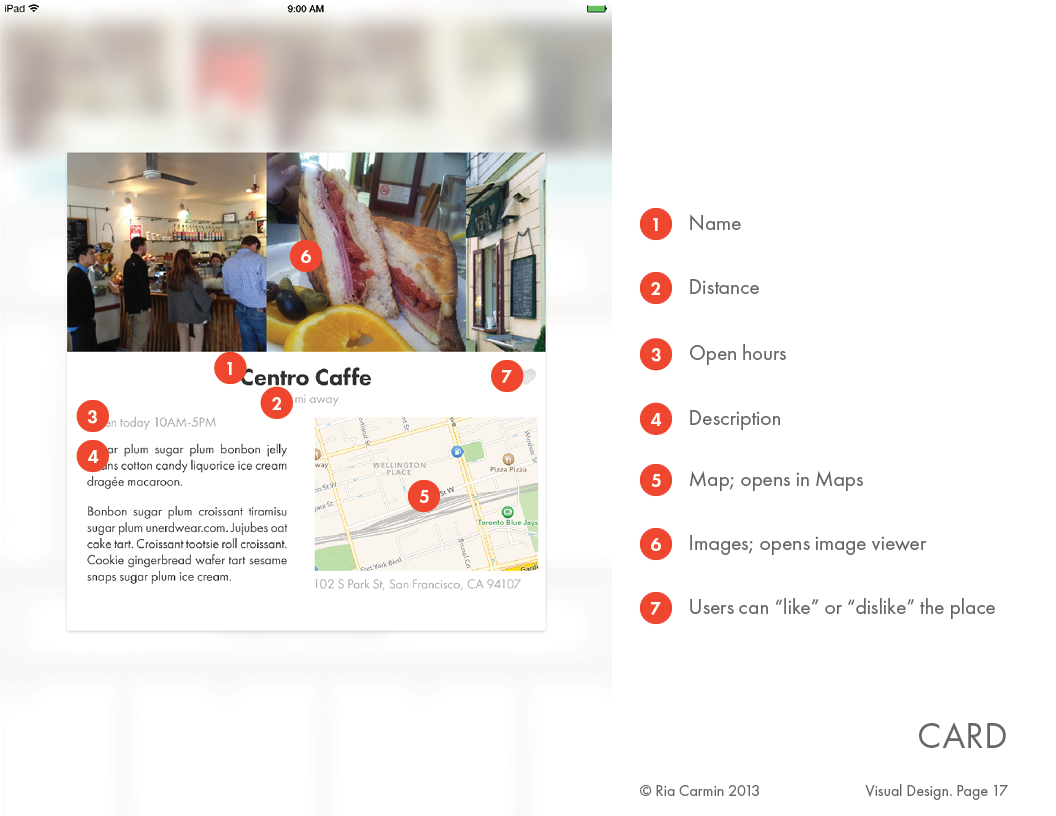 iPad
9:00 AM
6
1
Centro Caffe
7
2
mi away
3
today 10AM-5PM
4
plum sugar plum bonbon jelly
cotton candy liquorice ice cream
dragée macaroon.
Bonbon sugar plum croissant tiramisu
sugar plum unerdwear.com. Jujubes oat
cake tart. Croissant tootsie roll croissant.
Cookie gingerbread wafer tart sesame
snaps sugar plum ice cream.
WELLINGTON
PLACE
Pizza Pizza
5
St W
Toronto Blue Jays
Fort York Blvd
102 S Park St, San Francisco, CA 94107
1 Name
2 Distance
3 Open hours
4 Description
5 Map; opens in Maps
6 Images; opens image viewer
7 Users can “like” or “dislike” the place
CARD
© Ria Carmin 2013
Visual Design. Page 17